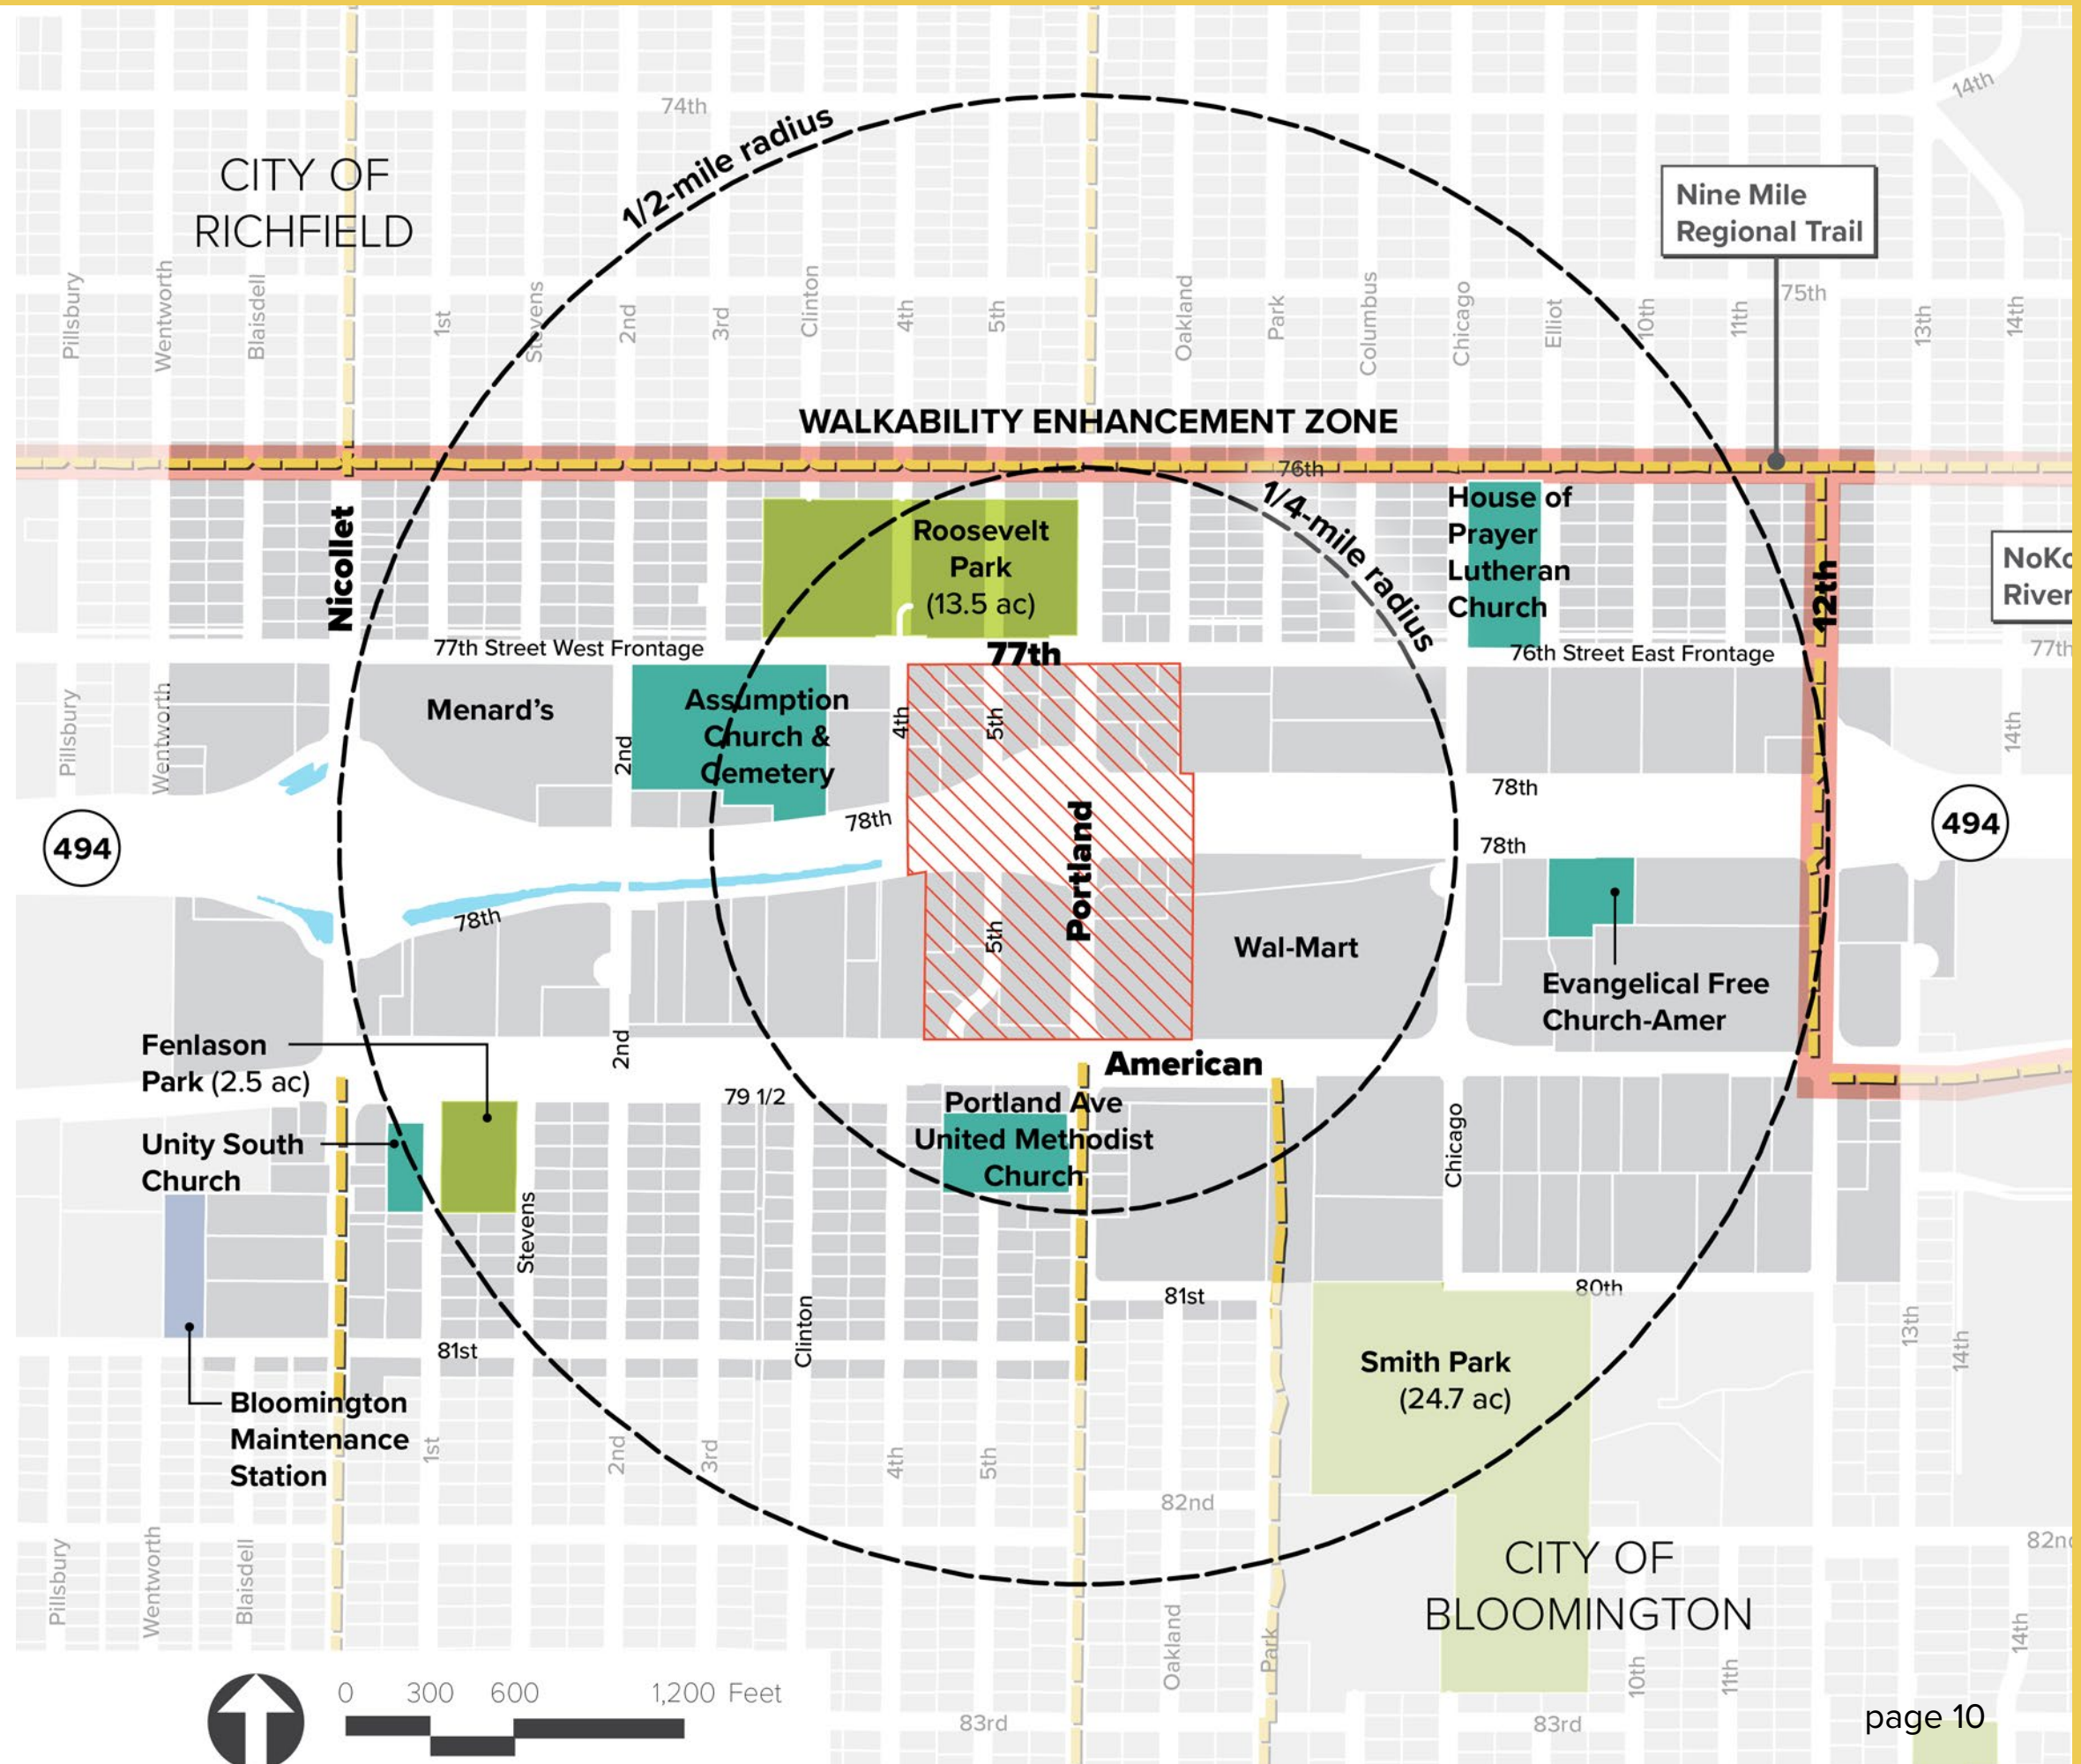 74th
14th
1/2-mile radius
CITY OF
RICHFIELD
Nine Mile
Regional Trail
75th
Pillsbury
Wentworth
Blaisdell
1st
Stevens
2nd
3rd
Clinton
4th
5th
Oakland
Park
Columbus
Chicago
Elliot
10th
11th
13th
14th
WALKABILITY ENHANCEMENT ZONE
76th
1/4-mile radius
Nicollet
Roosevelt
Park
(13.5 ac)
House of
Prayer
Lutheran
Church
12th
NoKo
River
77th Street West Frontage
77th
76th Street East Frontage
77th
Pillsbury
Wentworth
Menard's
2nd
Assumption
Church &
Cemetery
4th
5th
14th
78th
78th
78th
494
494
Portland
78th
5th
Wal-Mart
Evangelical Free
Church-Amer
Fenlason
Park (2.5 ac)
2nd
American
79 1/2
Portland Ave
United Methodist
Church
Chicago
Unity South
Church
Stevens
81st
80th
Clinton
81st
13th
14th
Smith Park
(24.7 ac)
Bloomington
Maintenance
Station
1st
2nd
3rd
4th
5th
82nd
82nd
CITY OF
BLOOMINGTON
Pillsbury
Wentworth
Blaisdell
Oakland
Park
10th
11th
14th
0 300 600 1,200 Feet
83rd
83rd
page 10